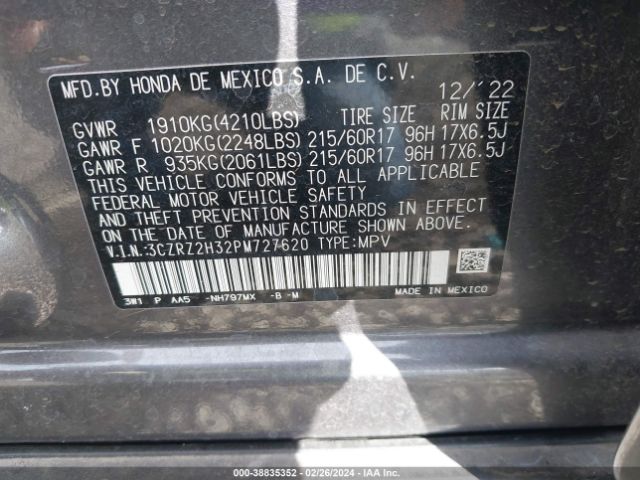 MFD.BY HONDA DE MEXICO S.A. DE C.V. 12/'22
GVWR 1910KG(4210LBS) TIRE SIZE RIM SIZE
GAWR F 1020KG(2248LBS) 215/60R17 96H 17X6.5J
GAWR R 935KG(2061LBS) 215/60R17 96H 17X6.5J
THIS VEHICLE CONFORMS TO ALL APPLICABLE
FEDERAL MOTOR VEHICLE SAFETY
AND THEFT PREVENTION STANDARDS IN EFFECT
ON THE DATE OF MANUFACTURE SHOWN ABOVE.
V.I.N.:3CZRZ2H32PM727620 TYPE:MPV
3W1 P AA5 -NH797MX -B -M MADE IN MEXICO
000-38835352 | 02/26/2024 | IAA Inc.